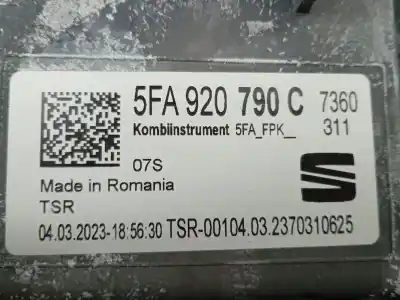 5FA 920 790 C 7360
Kombiinstrument 5FA_FPK__ 311
07S
Made in Romania
TSR
04.03.2023-18:56:30 TSR-00104.03.2370310625